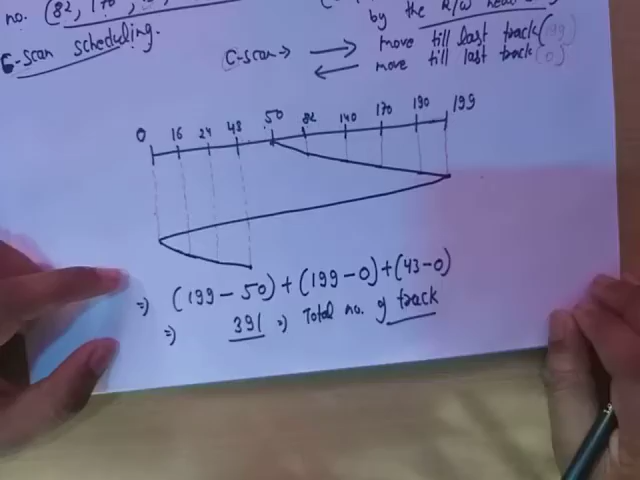 no. (82, 170,
by the R/W head
C-scan scheduling.
C-scan → → move till last track (199)
← move till last track (0)
0 16 24 43 50 82 140 170 190 199
⇒ (199 - 50) + (199 - 0) + (43 - 0)
⇒ 391 ⇒ Total no. of track